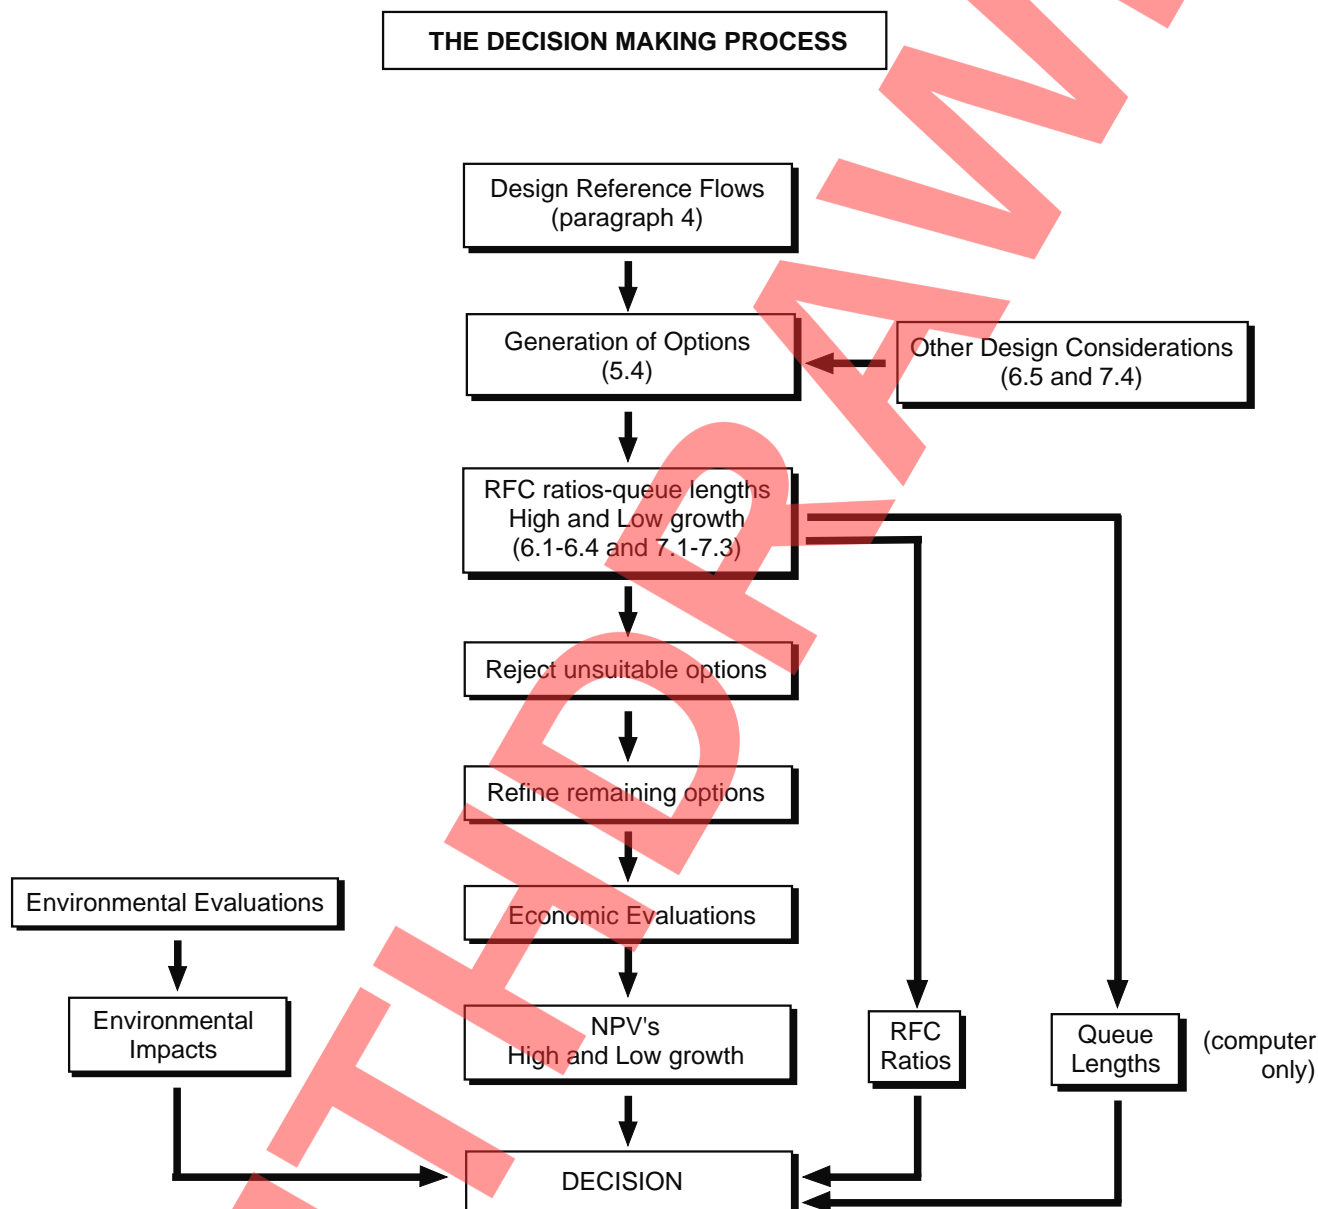 THE DECISION MAKING PROCESS
Design Reference Flows
(paragraph 4)
Generation of Options
(5.4)
Other Design Considerations
(6.5 and 7.4)
RFC ratios-queue lengths
High and Low growth
(6.1-6.4 and 7.1-7.3)
Reject unsuitable options
Refine remaining options
Environmental Evaluations
Economic Evaluations
Environmental
Impacts
NPV's
High and Low growth
RFC
Ratios
Queue
Lengths
(computer
only)
DECISION
THDRAW